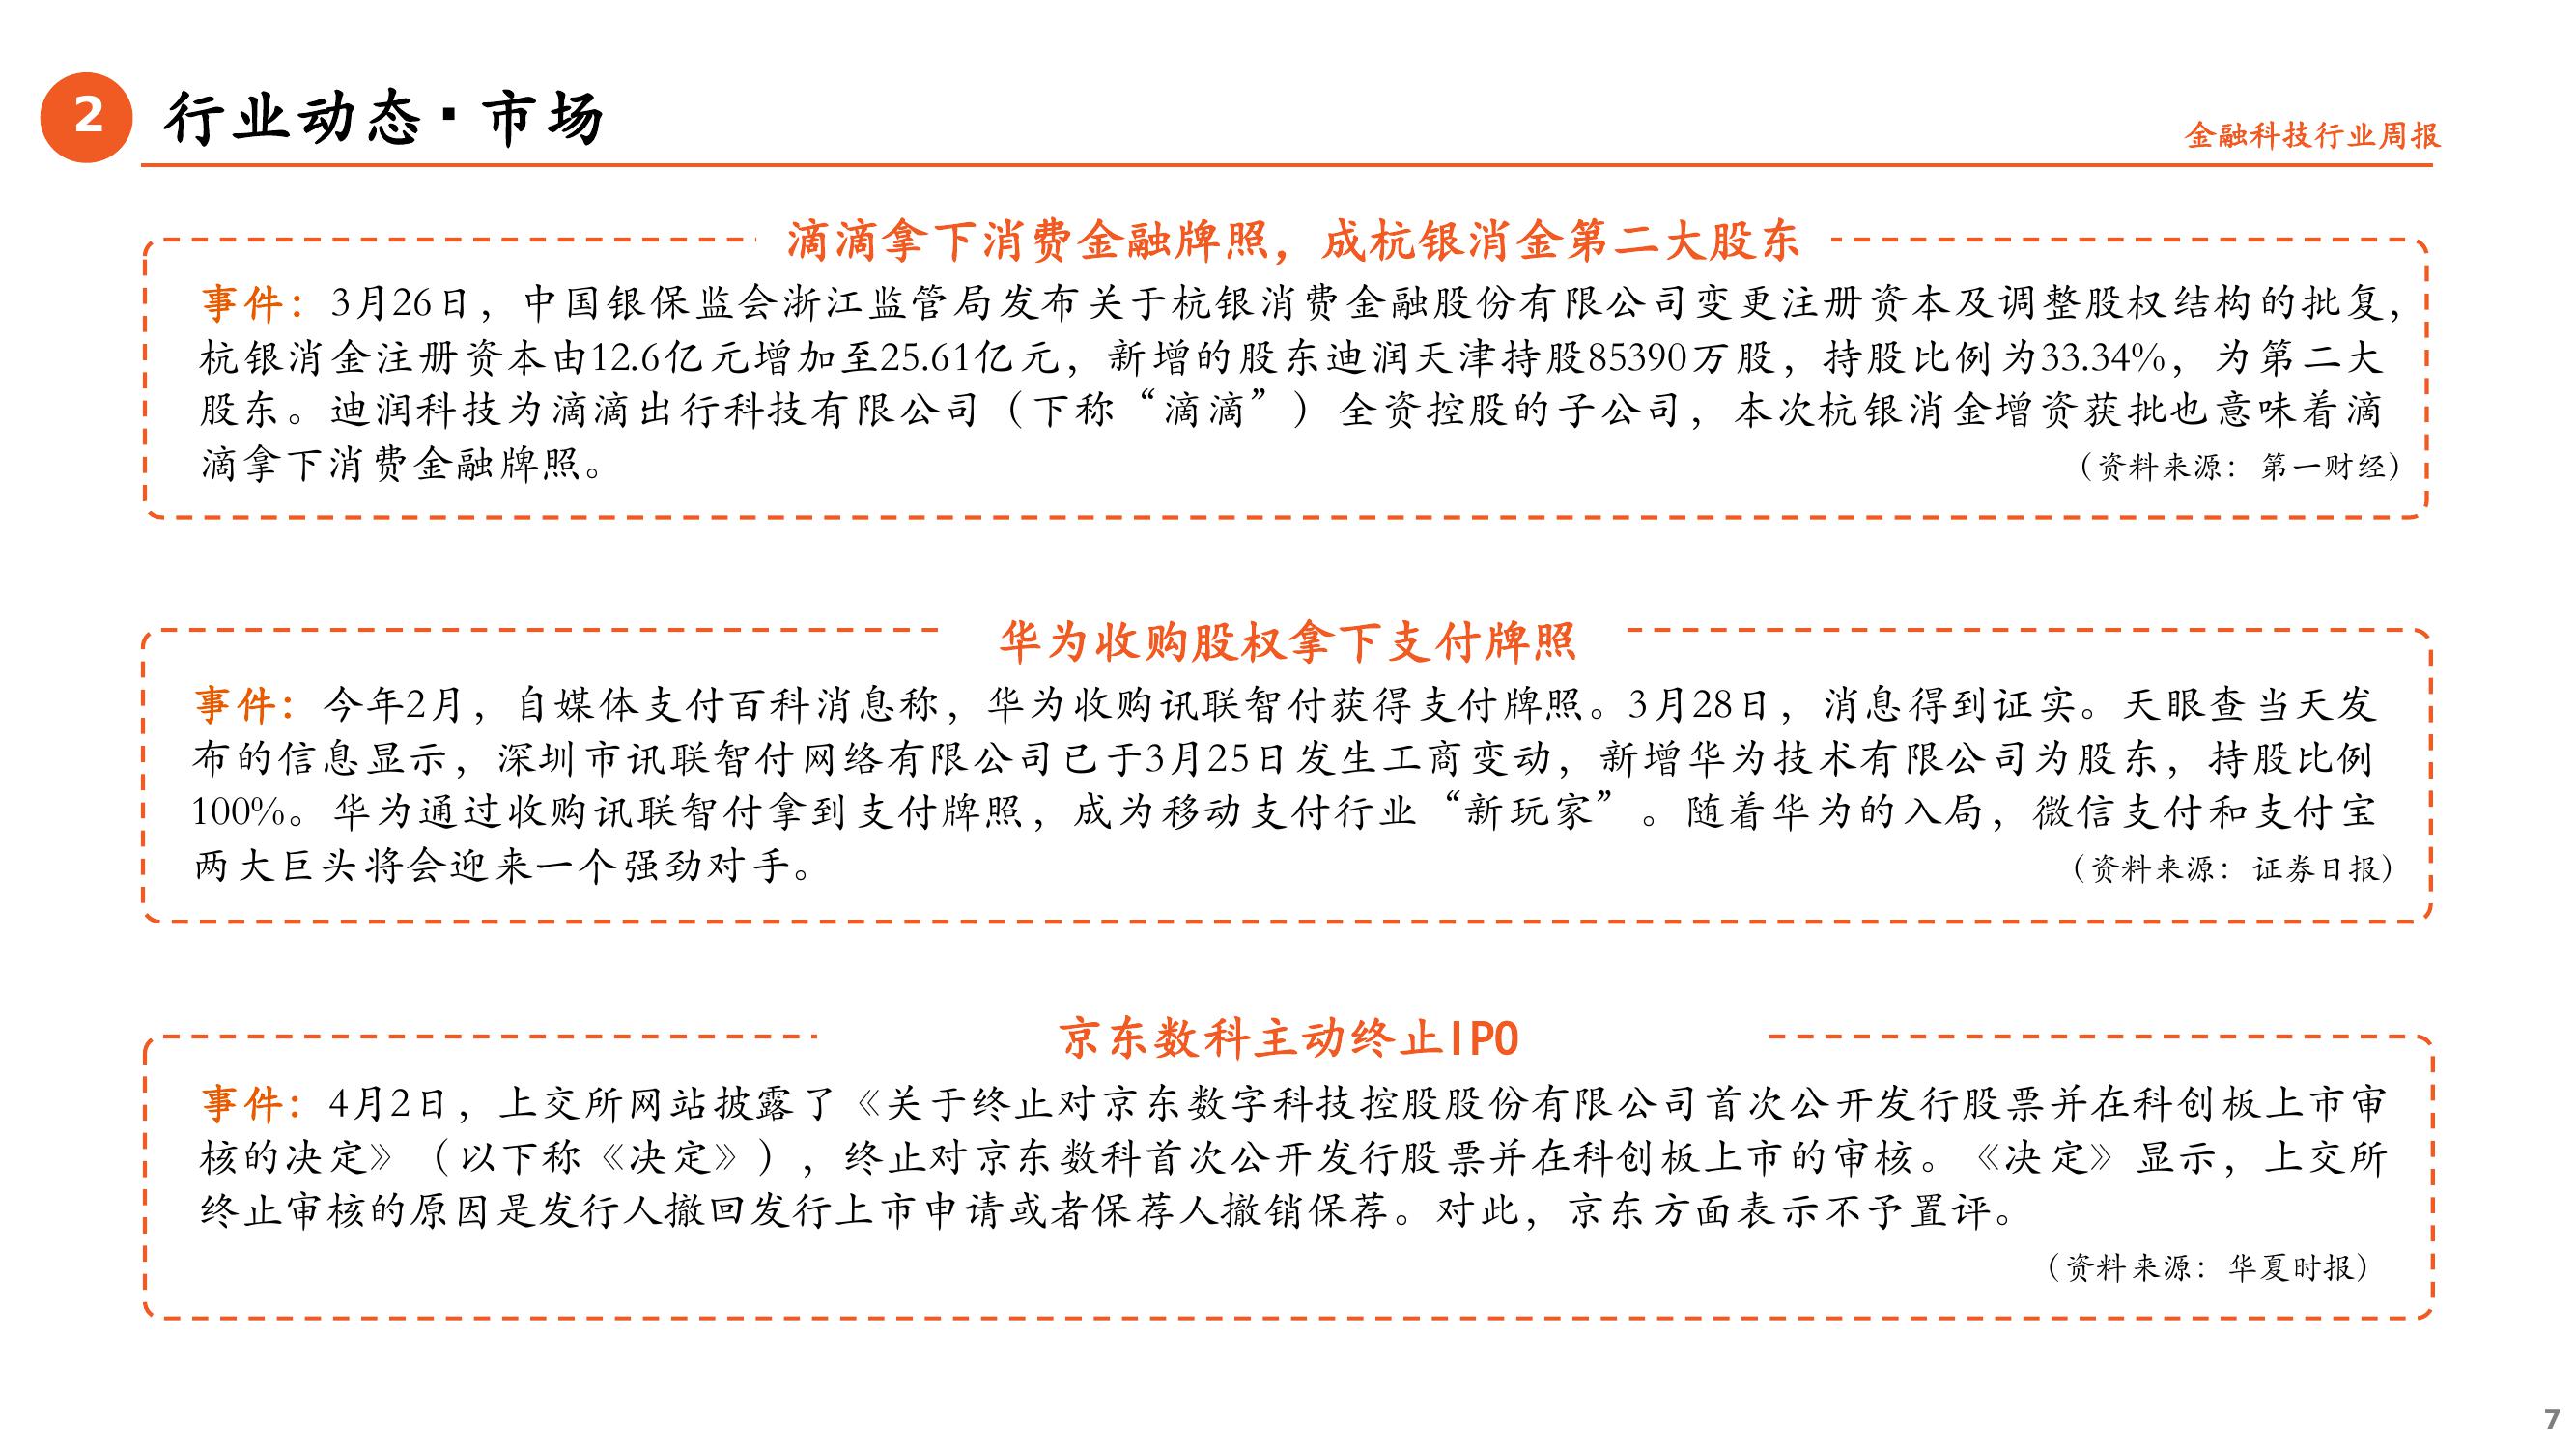 2 行业动态·市场
金融科技行业周报
滴滴拿下消费金融牌照，成杭银消金第二大股东
事件：3月26日，中国银保监会浙江监管局发布关于杭银消费金融股份有限公司变更注册资本及调整股权结构的批复，
杭银消金注册资本由12.6亿元增加至25.61亿元，新增的股东迪润天津持股85390万股，持股比例为33.34%，为第二大
股东。迪润科技为滴滴出行科技有限公司（下称“滴滴”）全资控股的子公司，本次杭银消金增资获批也意味着滴
滴拿下消费金融牌照。
（资料来源：第一财经）
华为收购股权拿下支付牌照
事件：今年2月，自媒体支付百科消息称，华为收购讯联智付获得支付牌照。3月28日，消息得到证实。天眼查当天发
布的信息显示，深圳市讯联智付网络有限公司已于3月25日发生工商变动，新增华为技术有限公司为股东，持股比例
100%。华为通过收购讯联智付拿到支付牌照，成为移动支付行业“新玩家”。随着华为的入局，微信支付和支付宝
两大巨头将会迎来一个强劲对手。
（资料来源：证券日报）
京东数科主动终止IPO
事件：4月2日，上交所网站披露了《关于终止对京东数字科技控股股份有限公司首次公开发行股票并在科创板上市审
核的决定》（以下称《决定》），终止对京东数科首次公开发行股票并在科创板上市的审核。《决定》显示，上交所
终止审核的原因是发行人撤回发行上市申请或者保荐人撤销保荐。对此，京东方面表示不予置评。
（资料来源：华夏时报）
7